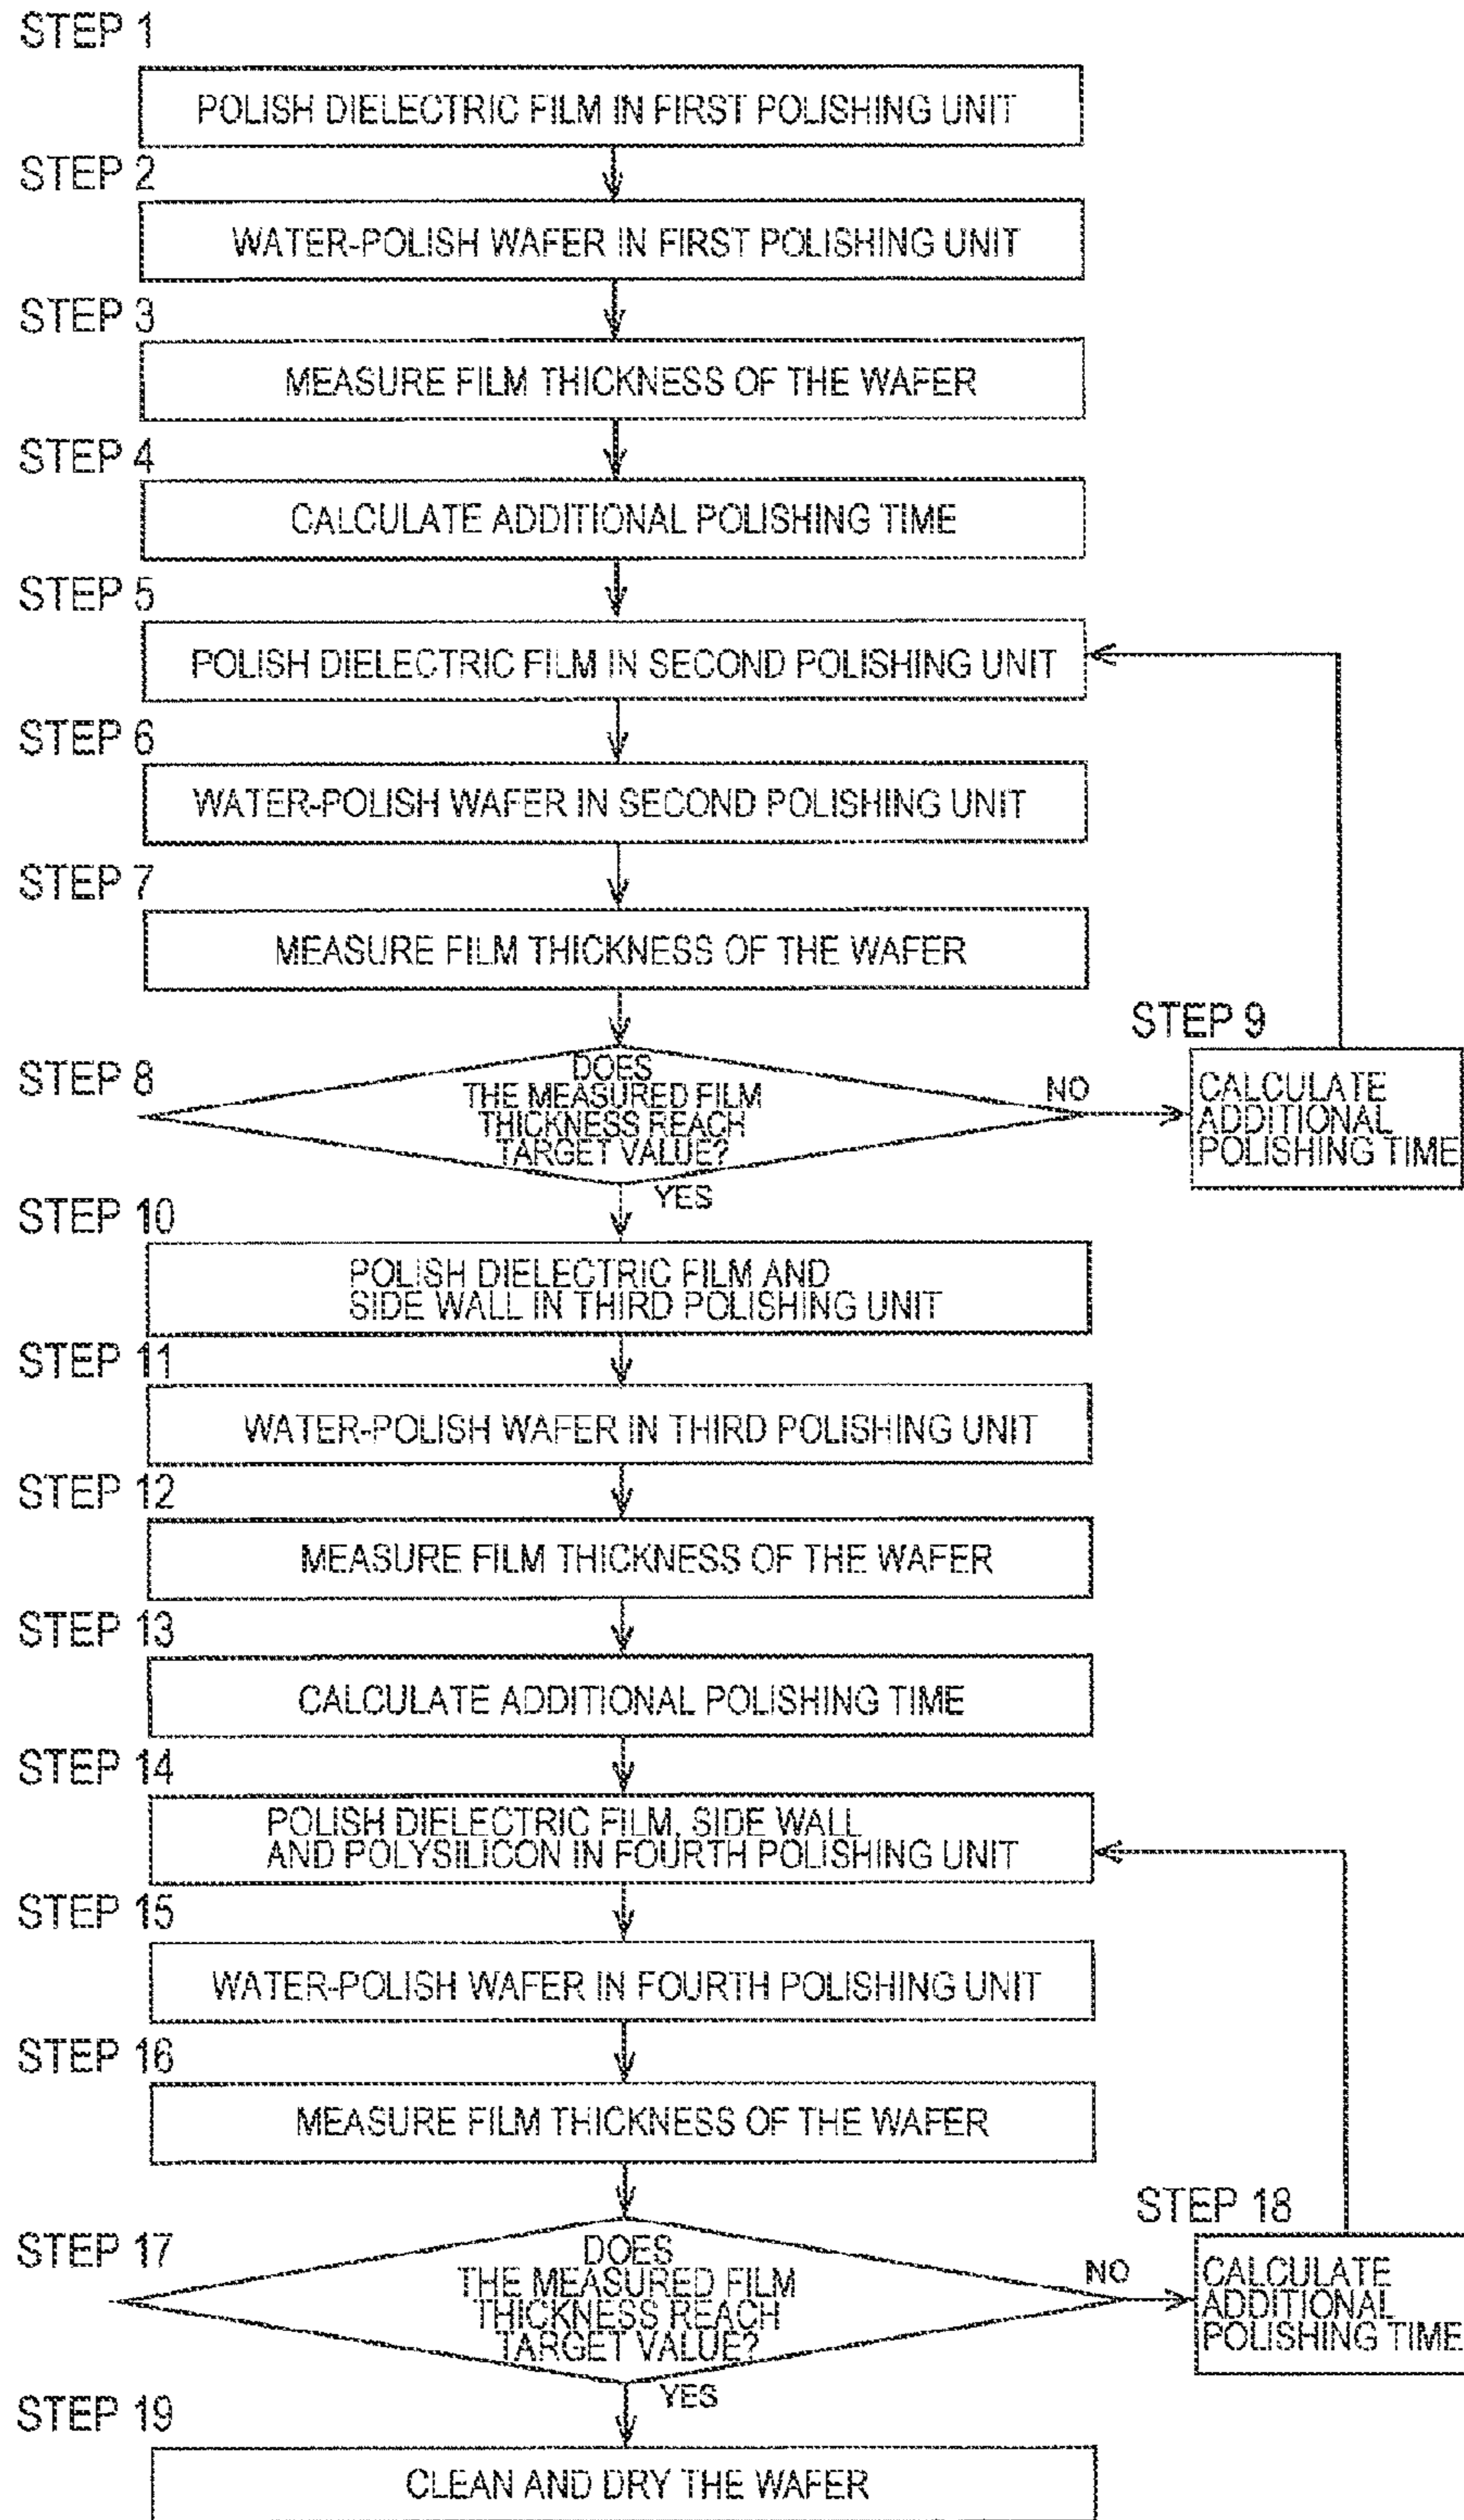 STEP 1
POLISH DIELECTRIC FILM IN FIRST POLISHING UNIT
STEP 2
WATER-POLISH WAFER IN FIRST POLISHING UNIT
STEP 3
MEASURE FILM THICKNESS OF THE WAFER
STEP 4
CALCULATE ADDITIONAL POLISHING TIME
STEP 5
POLISH DIELECTRIC FILM IN SECOND POLISHING UNIT
STEP 6
WATER-POLISH WAFER IN SECOND POLISHING UNIT
STEP 7
MEASURE FILM THICKNESS OF THE WAFER
STEP 8
DOES
THE MEASURED FILM
THICKNESS REACH
TARGET VALUE?
NO
YES
STEP 9
CALCULATE
ADDITIONAL
POLISHING TIME
STEP 10
POLISH DIELECTRIC FILM AND
SIDE WALL IN THIRD POLISHING UNIT
STEP 11
WATER-POLISH WAFER IN THIRD POLISHING UNIT
STEP 12
MEASURE FILM THICKNESS OF THE WAFER
STEP 13
CALCULATE ADDITIONAL POLISHING TIME
STEP 14
POLISH DIELECTRIC FILM, SIDE WALL
AND POLYSILICON IN FOURTH POLISHING UNIT
STEP 15
WATER-POLISH WAFER IN FOURTH POLISHING UNIT
STEP 16
MEASURE FILM THICKNESS OF THE WAFER
STEP 17
DOES
THE MEASURED FILM
THICKNESS REACH
TARGET VALUE?
NO
YES
STEP 18
CALCULATE
ADDITIONAL
POLISHING TIME
STEP 19
CLEAN AND DRY THE WAFER